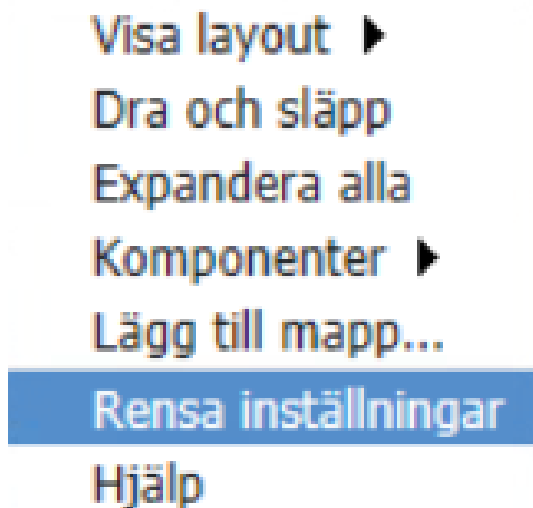 Visa layout
Dra och släpp
Expandera alla
Komponenter
Lägg till mapp...
Rensa inställningar
Hjälp